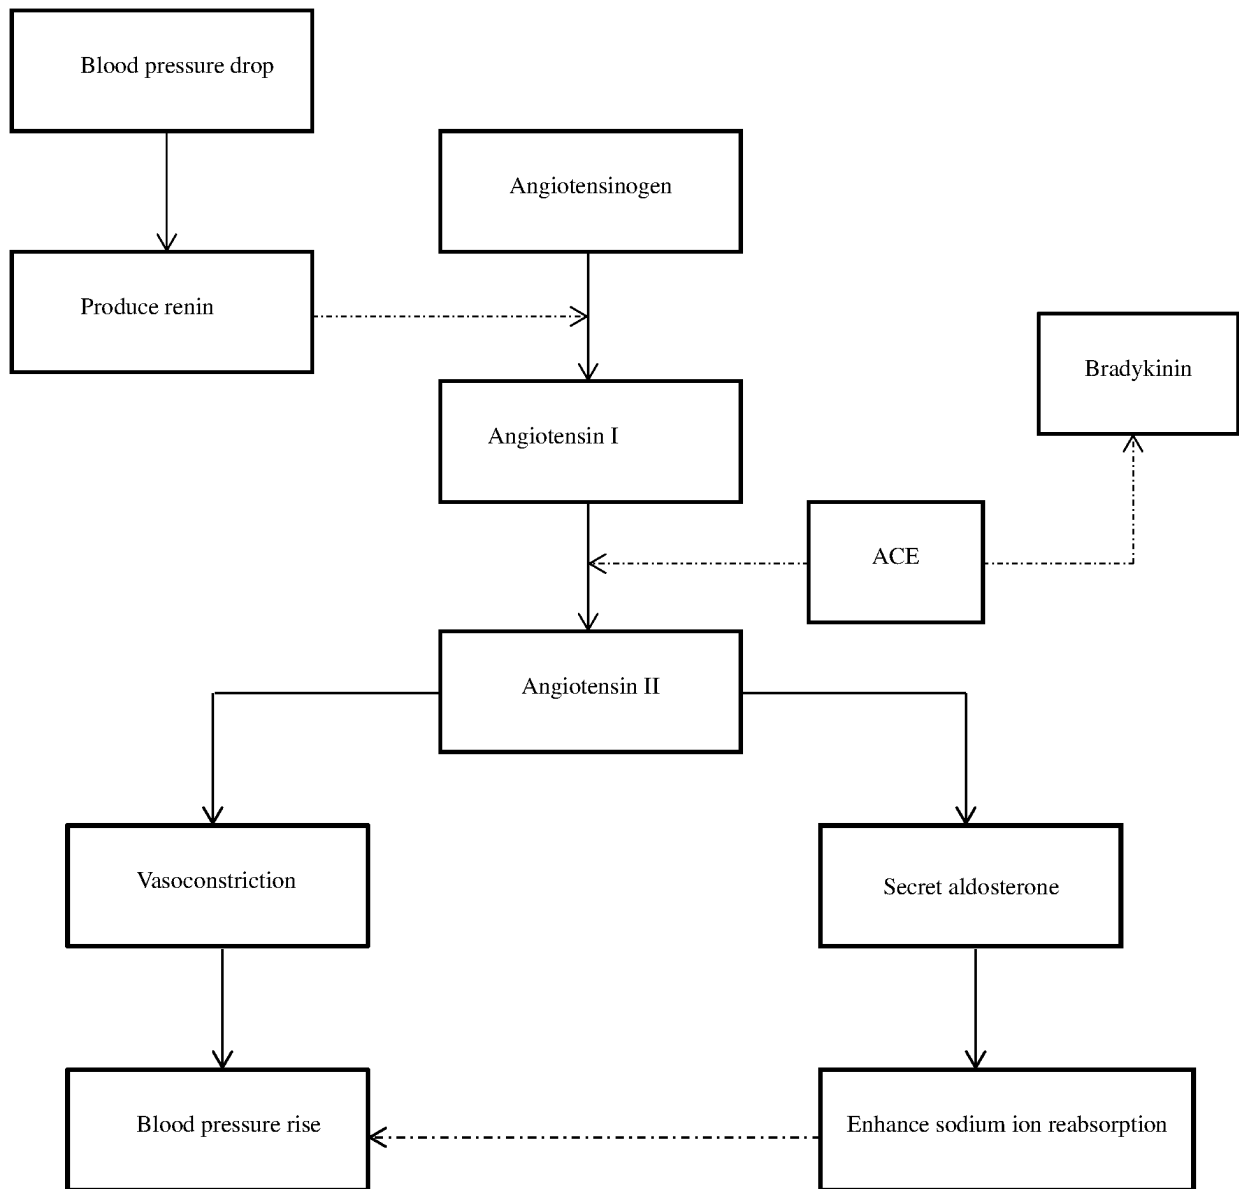 Blood pressure drop
Angiotensinogen
Produce renin
Bradykinin
Angiotensin I
ACE
Angiotensin II
Vasoconstriction
Secret aldosterone
Blood pressure rise
Enhance sodium ion reabsorption